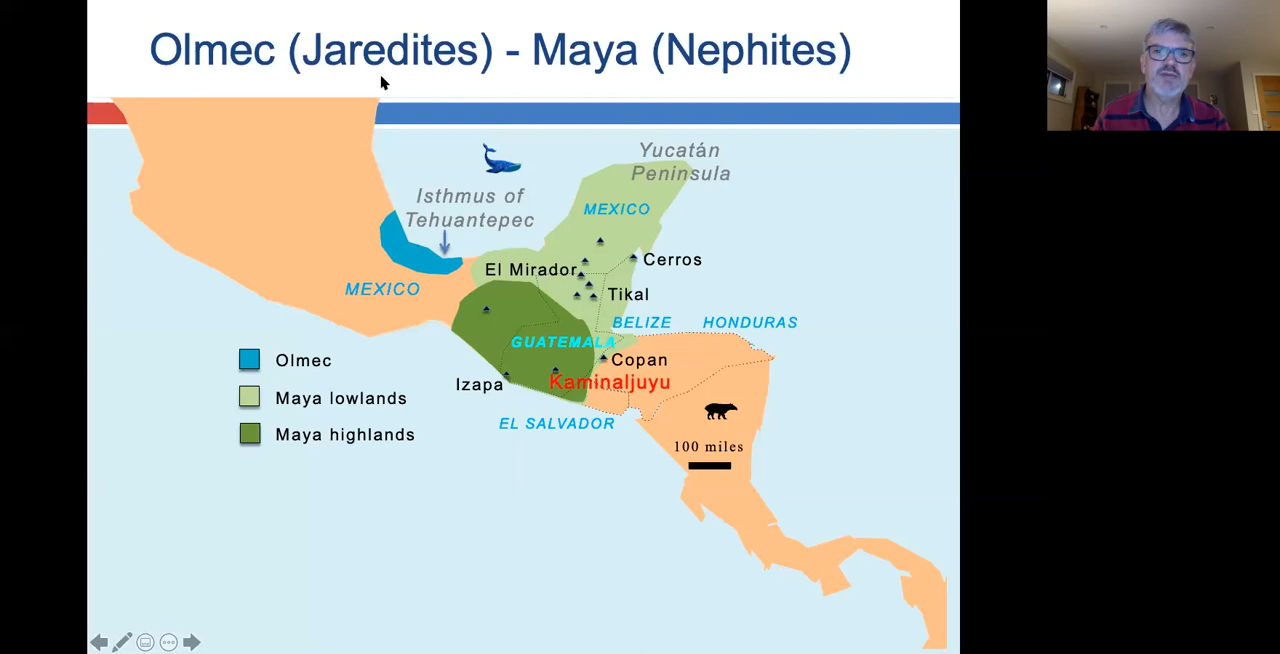 Olmec (Jaredites) - Maya (Nephites)
Yucatán
Peninsula
Isthmus of
Tehuantepec
MEXICO
El Mirador
Cerros
MEXICO
Tikal
BELIZE
HONDURAS
GUATEMALA
Olmec
Copan
Izapa
Kaminaljuyu
Maya lowlands
EL SALVADOR
Maya highlands
100 miles